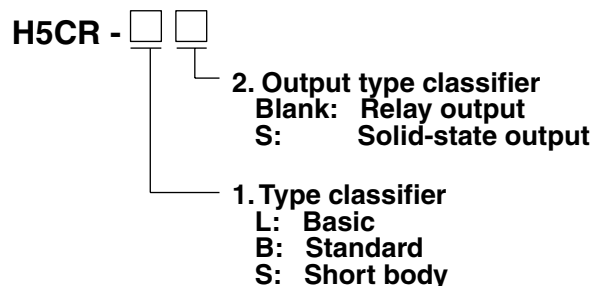 H5CR - □ □
2. Output type classifier
Blank: Relay output
S: Solid-state output
1. Type classifier
L: Basic
B: Standard
S: Short body